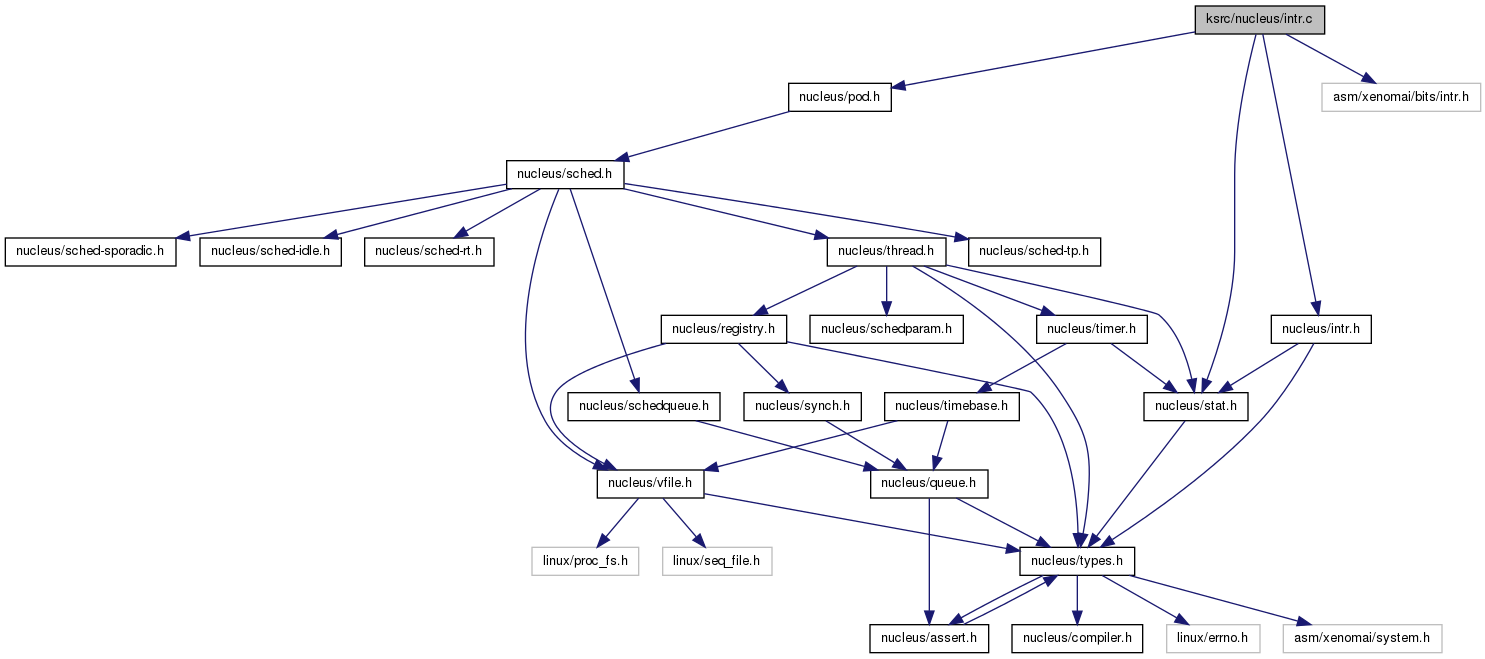 ksrc/nucleus/intr.c
nucleus/pod.h
asm/xenomai/bits/intr.h
nucleus/sched.h
nucleus/sched-sporadic.h
nucleus/sched-idle.h
nucleus/sched-rt.h
nucleus/thread.h
nucleus/sched-tp.h
nucleus/registry.h
nucleus/schedparam.h
nucleus/timer.h
nucleus/intr.h
nucleus/schedqueue.h
nucleus/synch.h
nucleus/timebase.h
nucleus/stat.h
nucleus/vfile.h
nucleus/queue.h
linux/proc_fs.h
linux/seq_file.h
nucleus/types.h
nucleus/assert.h
nucleus/compiler.h
linux/errno.h
asm/xenomai/system.h